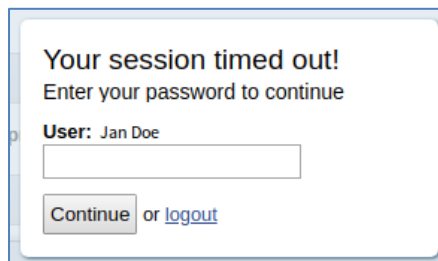 Your session timed out!
Enter your password to continue
User: Jan Doe
Continue or logout